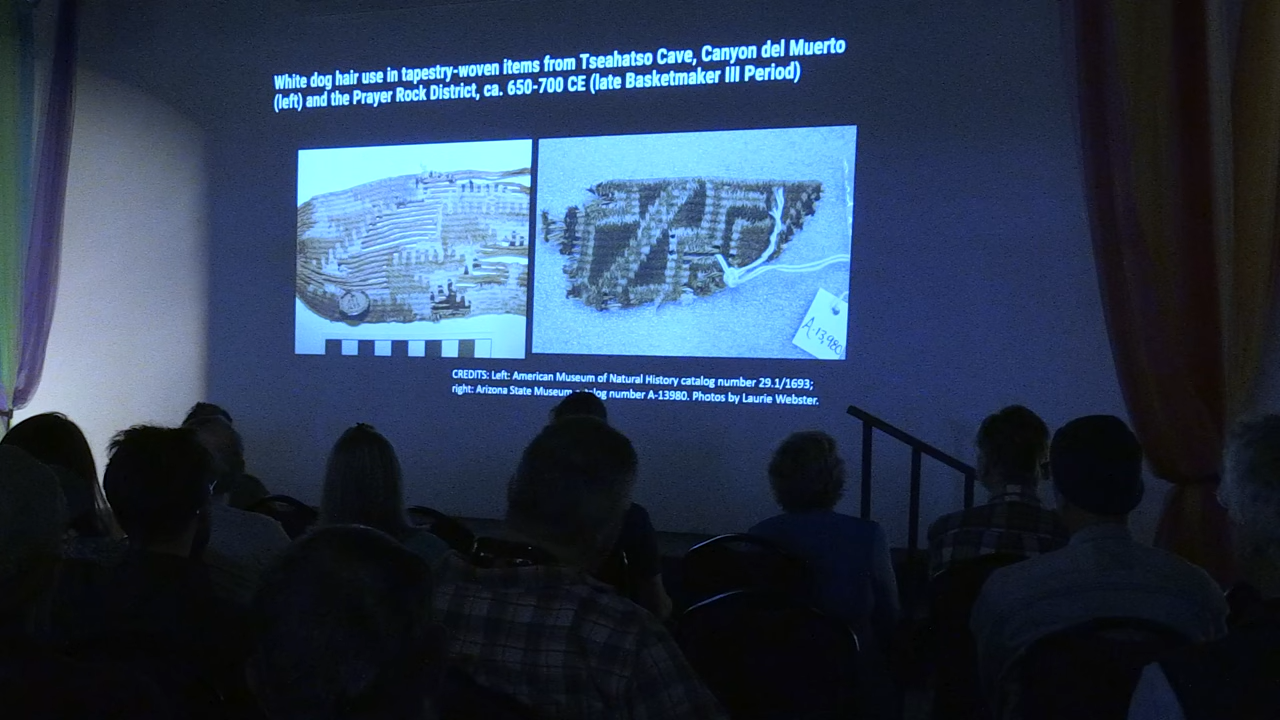 White dog hair use in tapestry-woven items from Tseahatso Cave, Canyon del Muerto
(left) and the Prayer Rock District, ca. 650-700 CE (late Basketmaker III Period)
A-13,980
CREDITS: Left: American Museum of Natural History catalog number 29.1/1693;
right: Arizona State Museum catalog number A-13980. Photos by Laurie Webster.